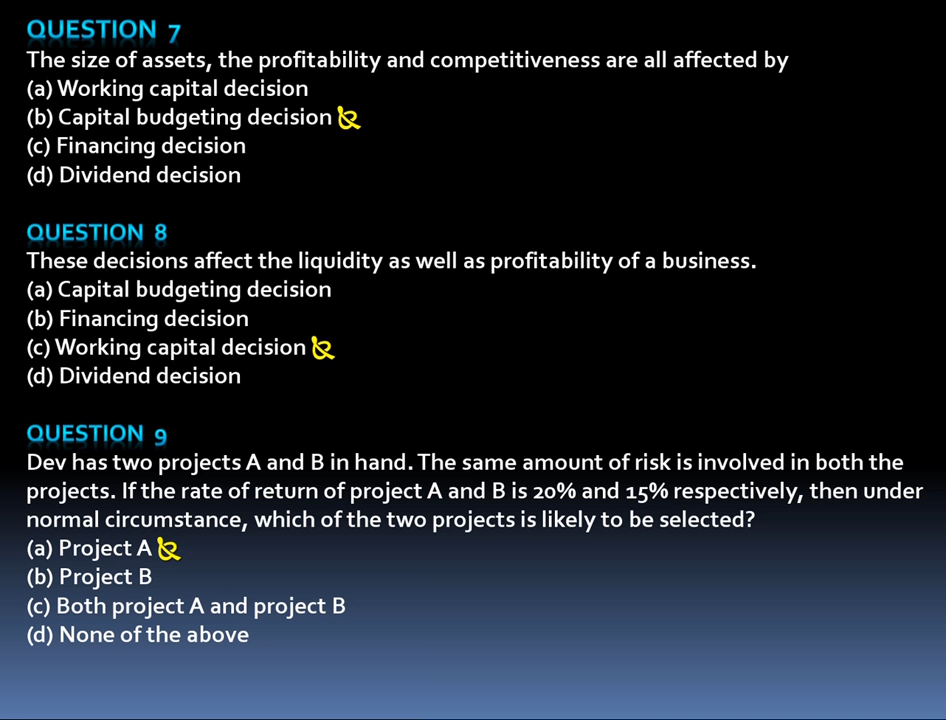 QUESTION 7
The size of assets, the profitability and competitiveness are all affected by
(a) Working capital decision
(b) Capital budgeting decision
(c) Financing decision
(d) Dividend decision
QUESTION 8
These decisions affect the liquidity as well as profitability of a business.
(a) Capital budgeting decision
(b) Financing decision
(c) Working capital decision
(d) Dividend decision
QUESTION 9
Dev has two projects A and B in hand. The same amount of risk is involved in both the
projects. If the rate of return of project A and B is 20% and 15% respectively, then under
normal circumstance, which of the two projects is likely to be selected?
(a) Project A
(b) Project B
(c) Both project A and project B
(d) None of the above